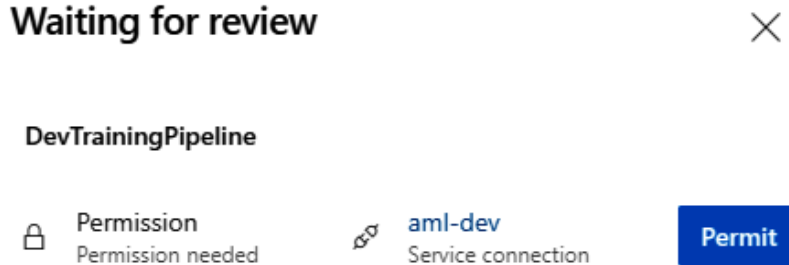 Waiting for review
DevTrainingPipeline
Permission
Permission needed
aml-dev
Service connection
Permit